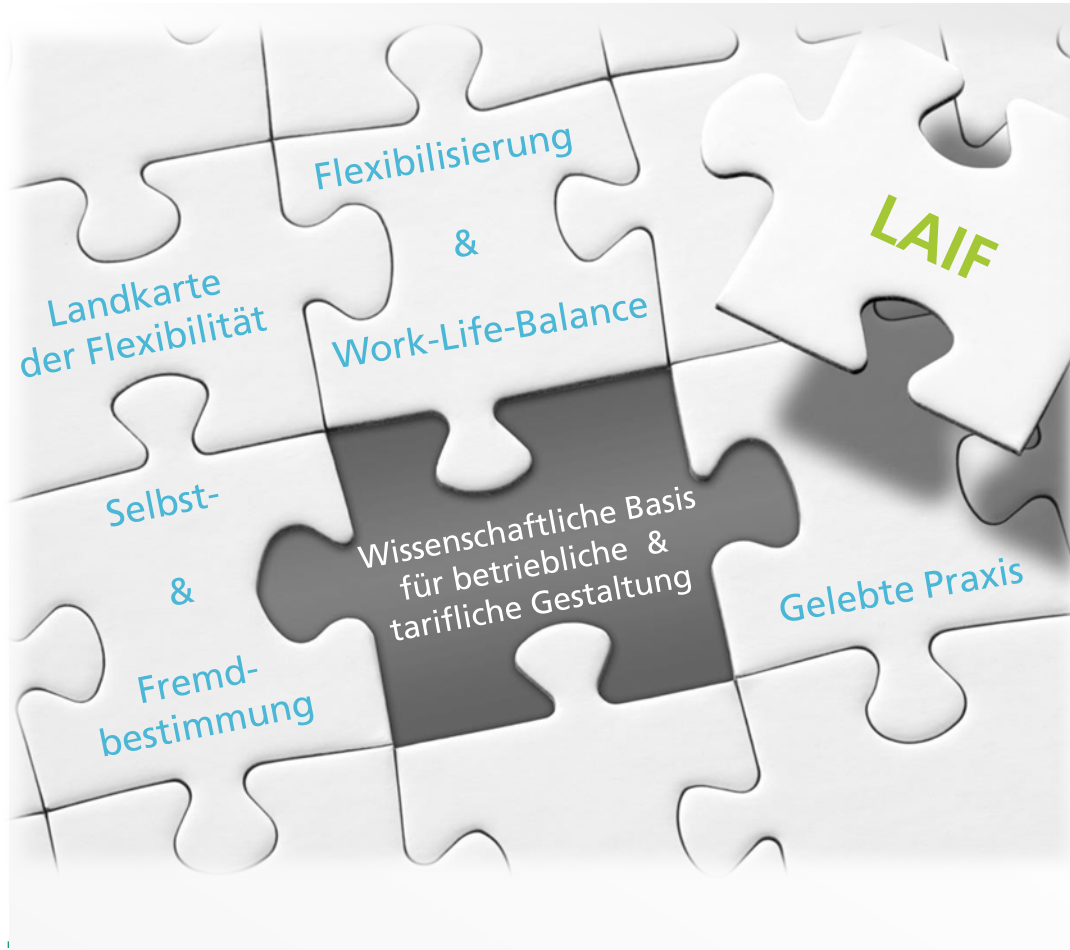 Flexibilisierung
&
Work-Life-Balance
LAIF
Landkarte
der Flexibilität
Selbst-
&
Fremd-
bestimmung
Wissenschaftliche Basis
für betriebliche &
tarifliche Gestaltung
Gelebte Praxis